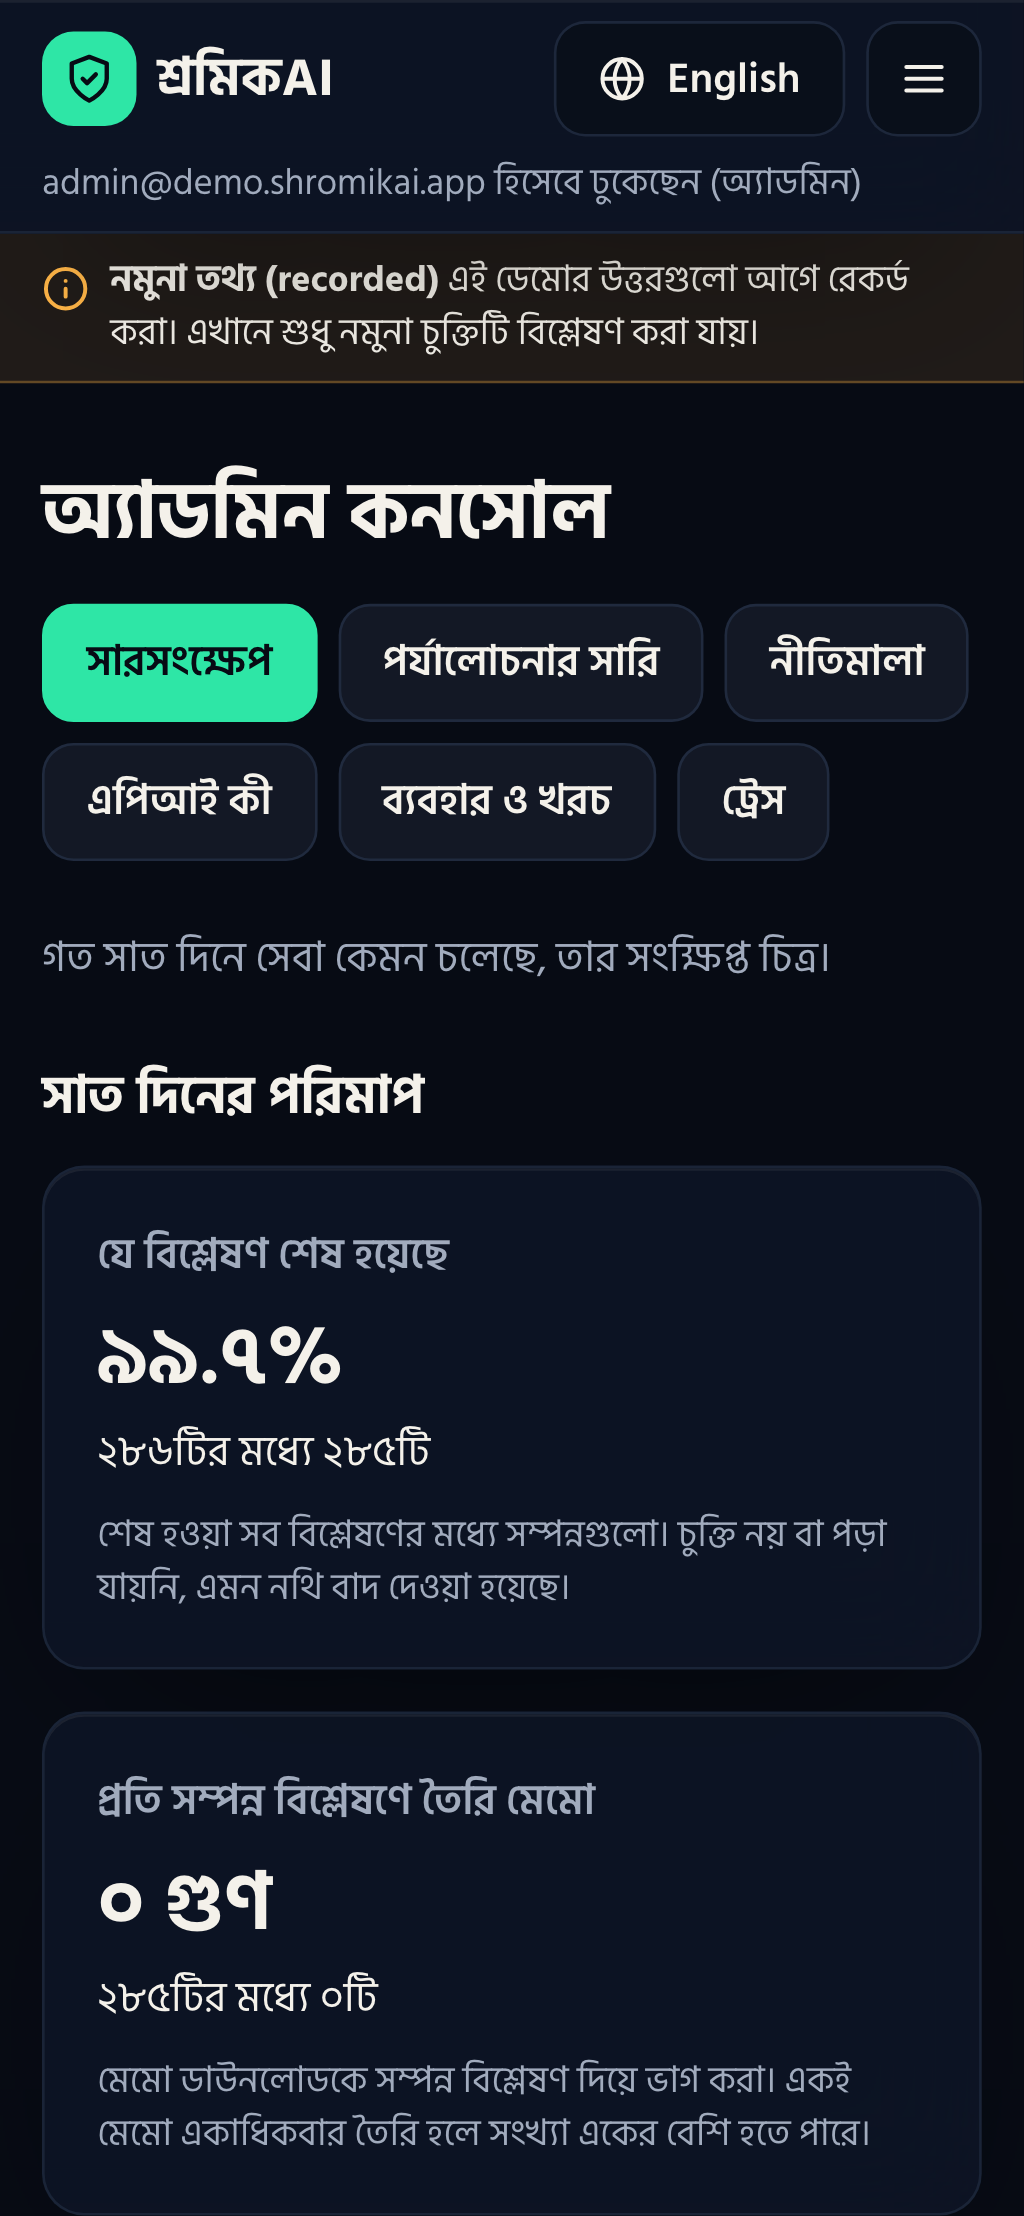 শ্রমিকAI
English
admin@demo.shromikai.app হিসেবে ঢুকেছেন (অ্যাডমিন)
নমুনা তথ্য (recorded) এই ডেমোর উত্তরগুলো আগে রেকর্ড
করা। এখানে শুধু নমুনা চুক্তিটি বিশ্লেষণ করা যায়।
অ্যাডমিন কনসোল
সারসংক্ষেপ
পর্যালোচনার সারি
নীতিমালা
এপিআই কী
ব্যবহার ও খরচ
ট্রেস
গত সাত দিনে সেবা কেমন চলেছে, তার সংক্ষিপ্ত চিত্র।
সাত দিনের পরিমাপ
যে বিশ্লেষণ শেষ হয়েছে
৯৯.৭%
২৮৬টির মধ্যে ২৮৫টি
শেষ হওয়া সব বিশ্লেষণের মধ্যে সম্পন্নগুলো। চুক্তি নয় বা পড়া
যায়নি, এমন নথি বাদ দেওয়া হয়েছে।
প্রতি সম্পন্ন বিশ্লেষণে তৈরি মেমো
০ গুণ
২৮৫টির মধ্যে ০টি
মেমো ডাউনলোডকে সম্পন্ন বিশ্লেষণ দিয়ে ভাগ করা। একই
মেমো একাধিকবার তৈরি হলে সংখ্যা একের বেশি হতে পারে।